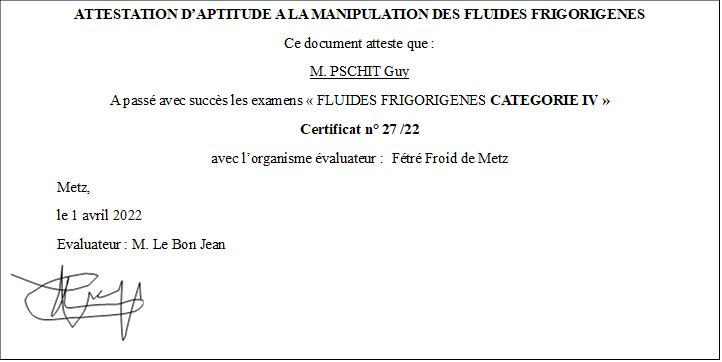 ATTESTATION D'APTITUDE A LA MANIPULATION DES FLUIDES FRIGORIGENES
Ce document atteste que :
M. PSCHIT Guy
A passé avec succès les examens « FLUIDES FRIGORIGENES CATEGORIE IV »
Certificat n° 27 /22
avec l'organisme évaluateur : Fétré Froid de Metz
Metz,
le 1 avril 2022
Evaluateur : M. Le Bon Jean